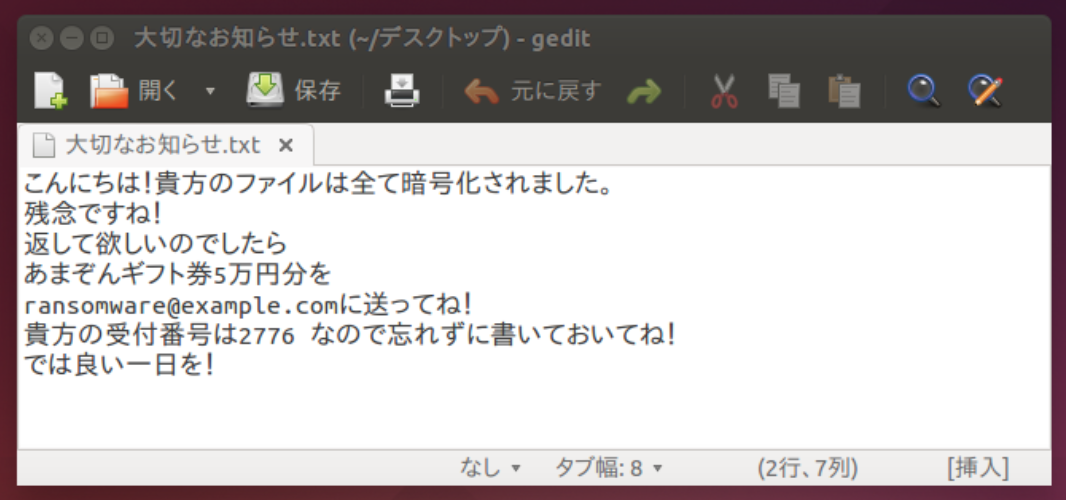 大切なお知らせ.txt (~/デスクトップ) - gedit
開く 保存 元に戻す
大切なお知らせ.txt
こんにちは!貴方のファイルは全て暗号化されました。
残念ですね!
返して欲しいのでしたら
あまぞんギフト券5万円分を
ransomware@example.comに送ってね!
貴方の受付番号は2776 なので忘れずに書いておいてね!
では良い一日を!
なし タブ幅: 8 (2行、7列) [挿入]